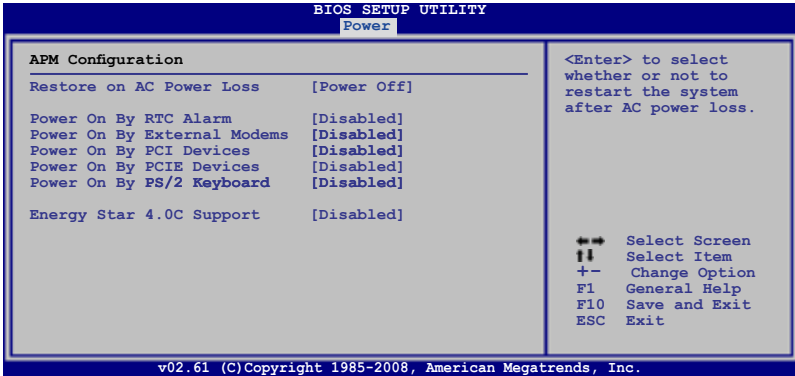 BIOS SETUP UTILITY
Power
APM Configuration
Restore on AC Power Loss [Power Off]
Power On By RTC Alarm [Disabled]
Power On By External Modems [Disabled]
Power On By PCI Devices [Disabled]
Power On By PCIE Devices [Disabled]
Power On By PS/2 Keyboard [Disabled]
Energy Star 4.0C Support [Disabled]
<Enter> to select
whether or not to
restart the system
after AC power loss.
←→ Select Screen
↑↓ Select Item
+- Change Option
F1 General Help
F10 Save and Exit
ESC Exit
v02.61 (C)Copyright 1985-2008, American Megatrends, Inc.